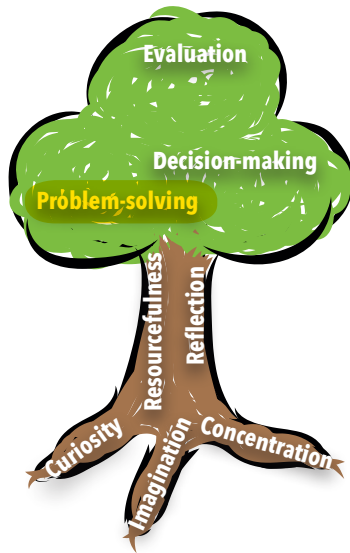 Evaluation
Decision-making
Problem-solving
Resourcefulness
Reflection
Curiosity
Imagination
Concentration